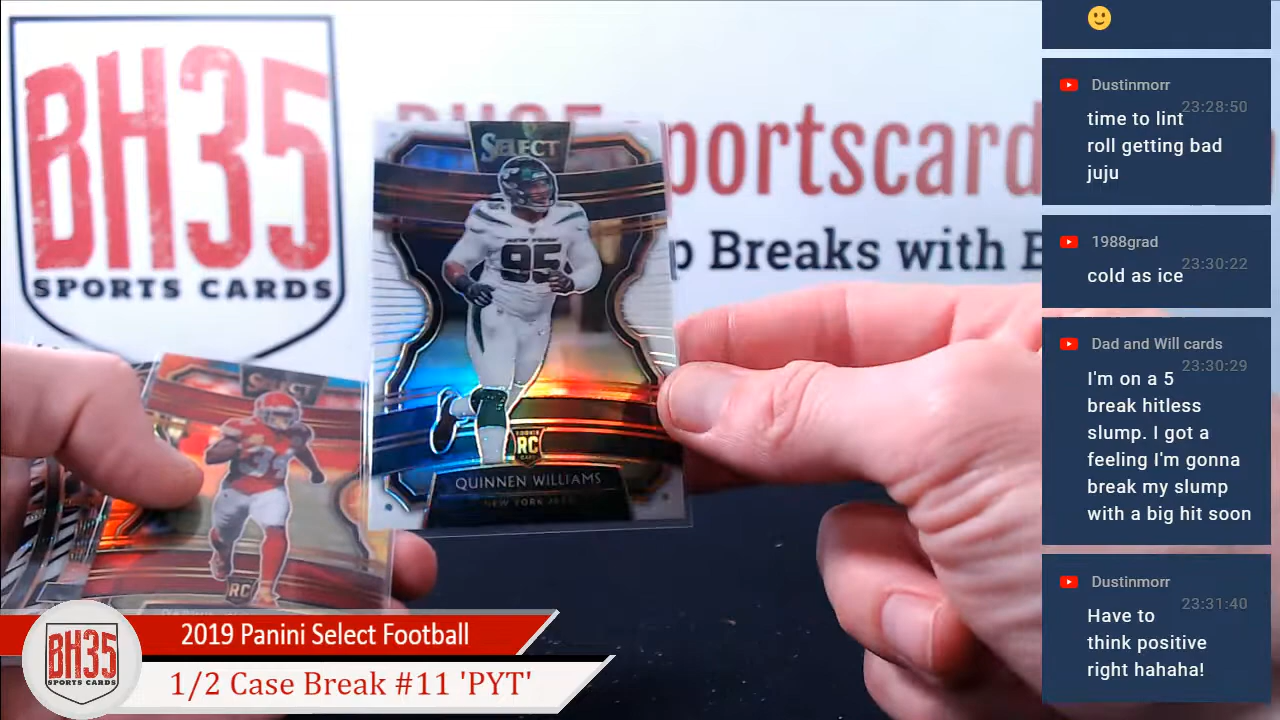 BH35
SPORTS CARDS
portscard
p Breaks with B
SELECT
95
RC
QUINNEN WILLIAMS
NEW YORK JETS
SELECT
RC
BH35
SPORTS CARDS
2019 Panini Select Football
1/2 Case Break #11 'PYT'
Dustinmorr
23:28:50
time to lint
roll getting bad
juju
1988grad
23:30:22
cold as ice
Dad and Will cards
23:30:29
I'm on a 5
break hitless
slump. I got a
feeling I'm gonna
break my slump
with a big hit soon
Dustinmorr
23:31:40
Have to
think positive
right hahaha!